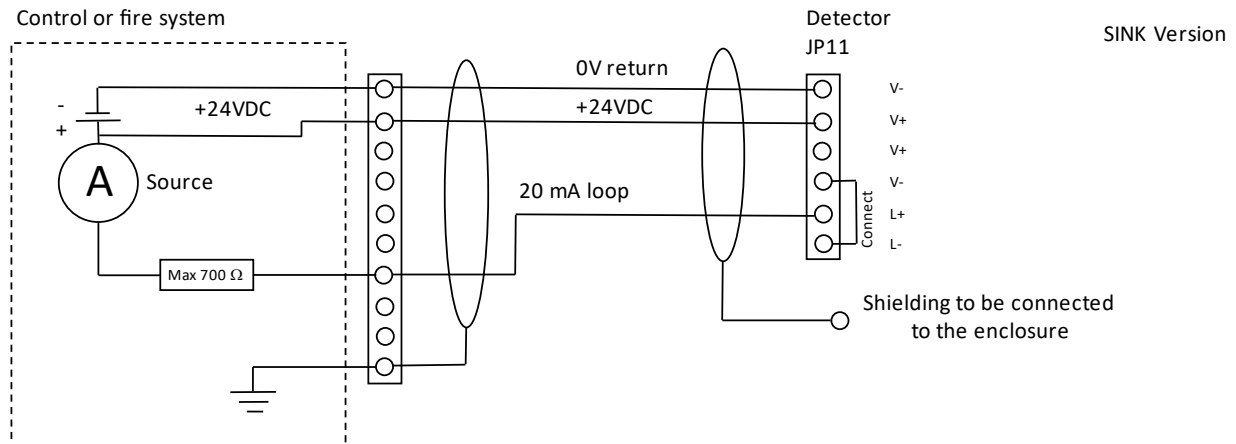 Control or fire system
Detector
JP11
SINK Version
0V return
+24VDC
+24VDC
-
+
A
Source
20 mA loop
Max 700 Ω
V-
V+
V+
V-
L+
L-
Connect
Shielding to be connected
to the enclosure